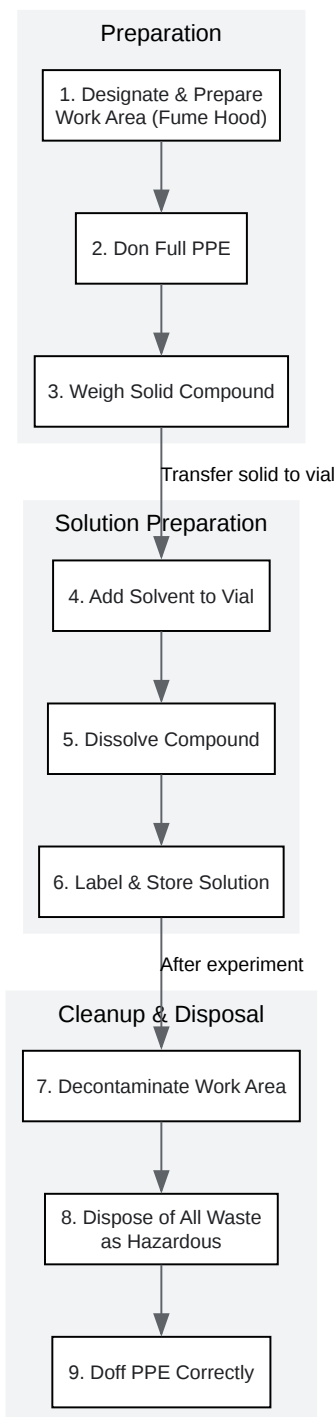 Preparation
1. Designate & Prepare
Work Area (Fume Hood)
2. Don Full PPE
3. Weigh Solid Compound
Transfer solid to vial
Solution Preparation
4. Add Solvent to Vial
5. Dissolve Compound
6. Label & Store Solution
After experiment
Cleanup & Disposal
7. Decontaminate Work Area
8. Dispose of All Waste
as Hazardous
9. Doff PPE Correctly